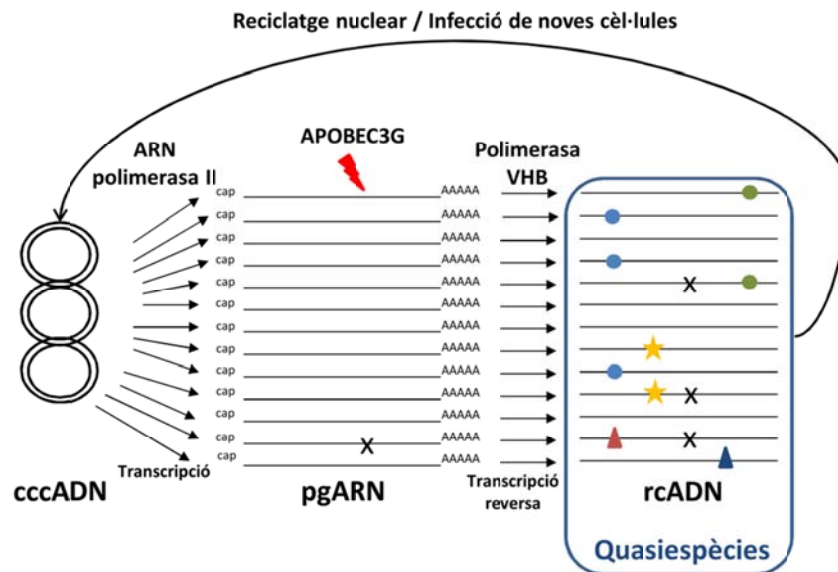 Reciclatge nuclear / Infecció de noves cèl·lules
ARN
polimerasa II
APOBEC3G
Polimerasa
VHB
cap AAAAA
cap AAAAA
cap AAAAA
cap AAAAA
cap AAAAA
cap AAAAA
cap AAAAA
cap AAAAA
cap AAAAA
cap AAAAA
cap AAAAA
cap X AAAAA
cap AAAAA
X
X
X
Transcripció
Transcripció
reversa
cccADN
pgARN
rcADN
Quasiespècies